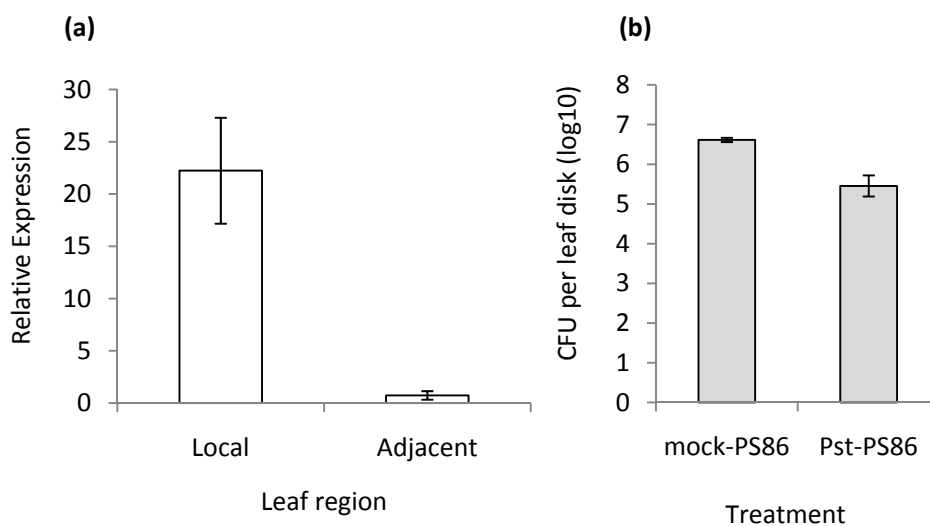 (a)
Relative Expression
30
25
20
15
10
5
0
Local
Adjacent
Leaf region
(b)
CFU per leaf disk (log10)
8
7
6
5
4
3
2
1
0
mock-PS86
Pst-PS86
Treatment